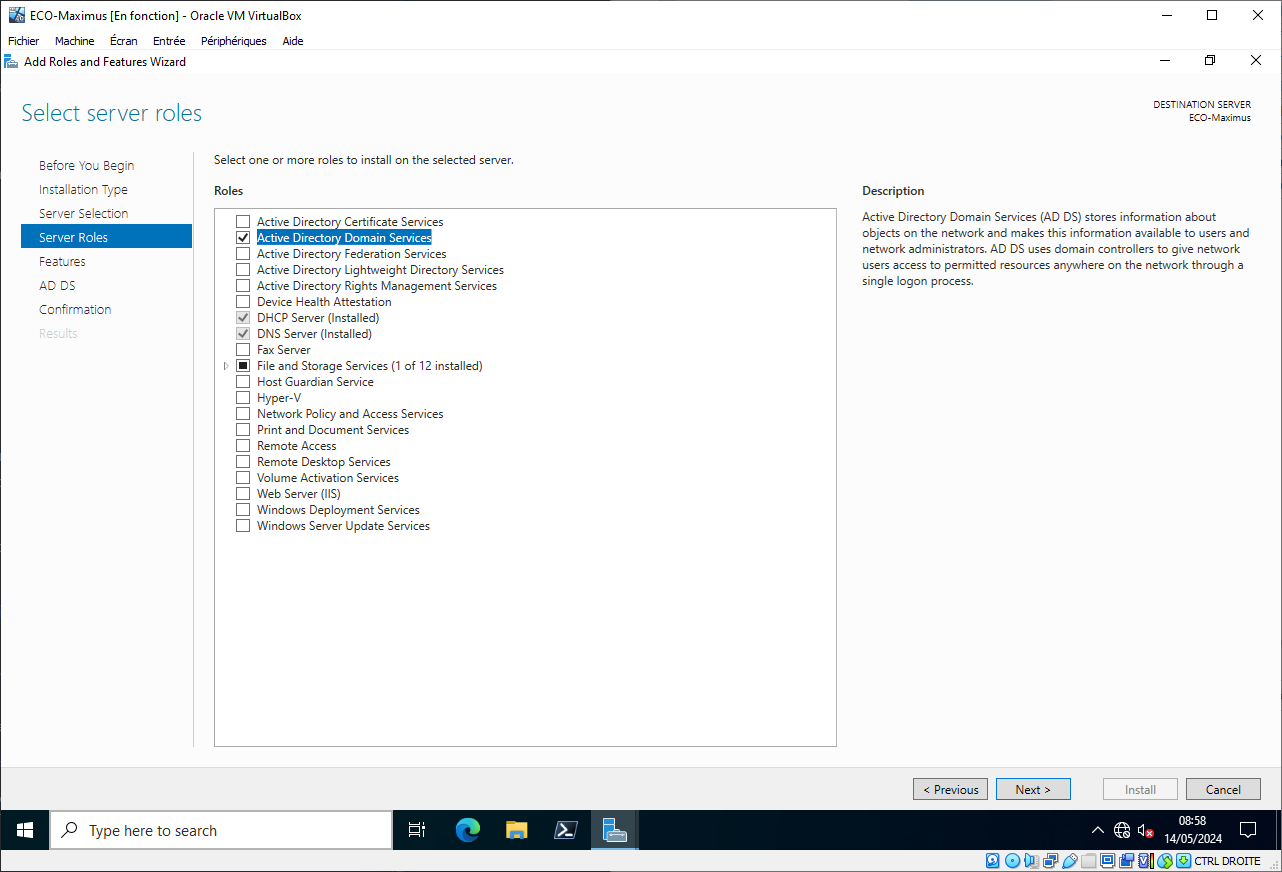 ECO-Maximus [En fonction] - Oracle VM VirtualBox
Fichier Machine Écran Entrée Périphériques Aide
Add Roles and Features Wizard
Select server roles
DESTINATION SERVER
ECO-Maximus
Before You Begin
Installation Type
Server Selection
Server Roles
Features
AD DS
Confirmation
Results
Select one or more roles to install on the selected server.
Roles
Active Directory Certificate Services
Active Directory Domain Services
Active Directory Federation Services
Active Directory Lightweight Directory Services
Active Directory Rights Management Services
Device Health Attestation
DHCP Server (Installed)
DNS Server (Installed)
Fax Server
File and Storage Services (1 of 12 installed)
Host Guardian Service
Hyper-V
Network Policy and Access Services
Print and Document Services
Remote Access
Remote Desktop Services
Volume Activation Services
Web Server (IIS)
Windows Deployment Services
Windows Server Update Services
Description
Active Directory Domain Services (AD DS) stores information about
objects on the network and makes this information available to users and
network administrators. AD DS uses domain controllers to give network
users access to permitted resources anywhere on the network through a
single logon process.
< Previous
Next >
Install
Cancel
Type here to search
08:58
14/05/2024
CTRL DROITE